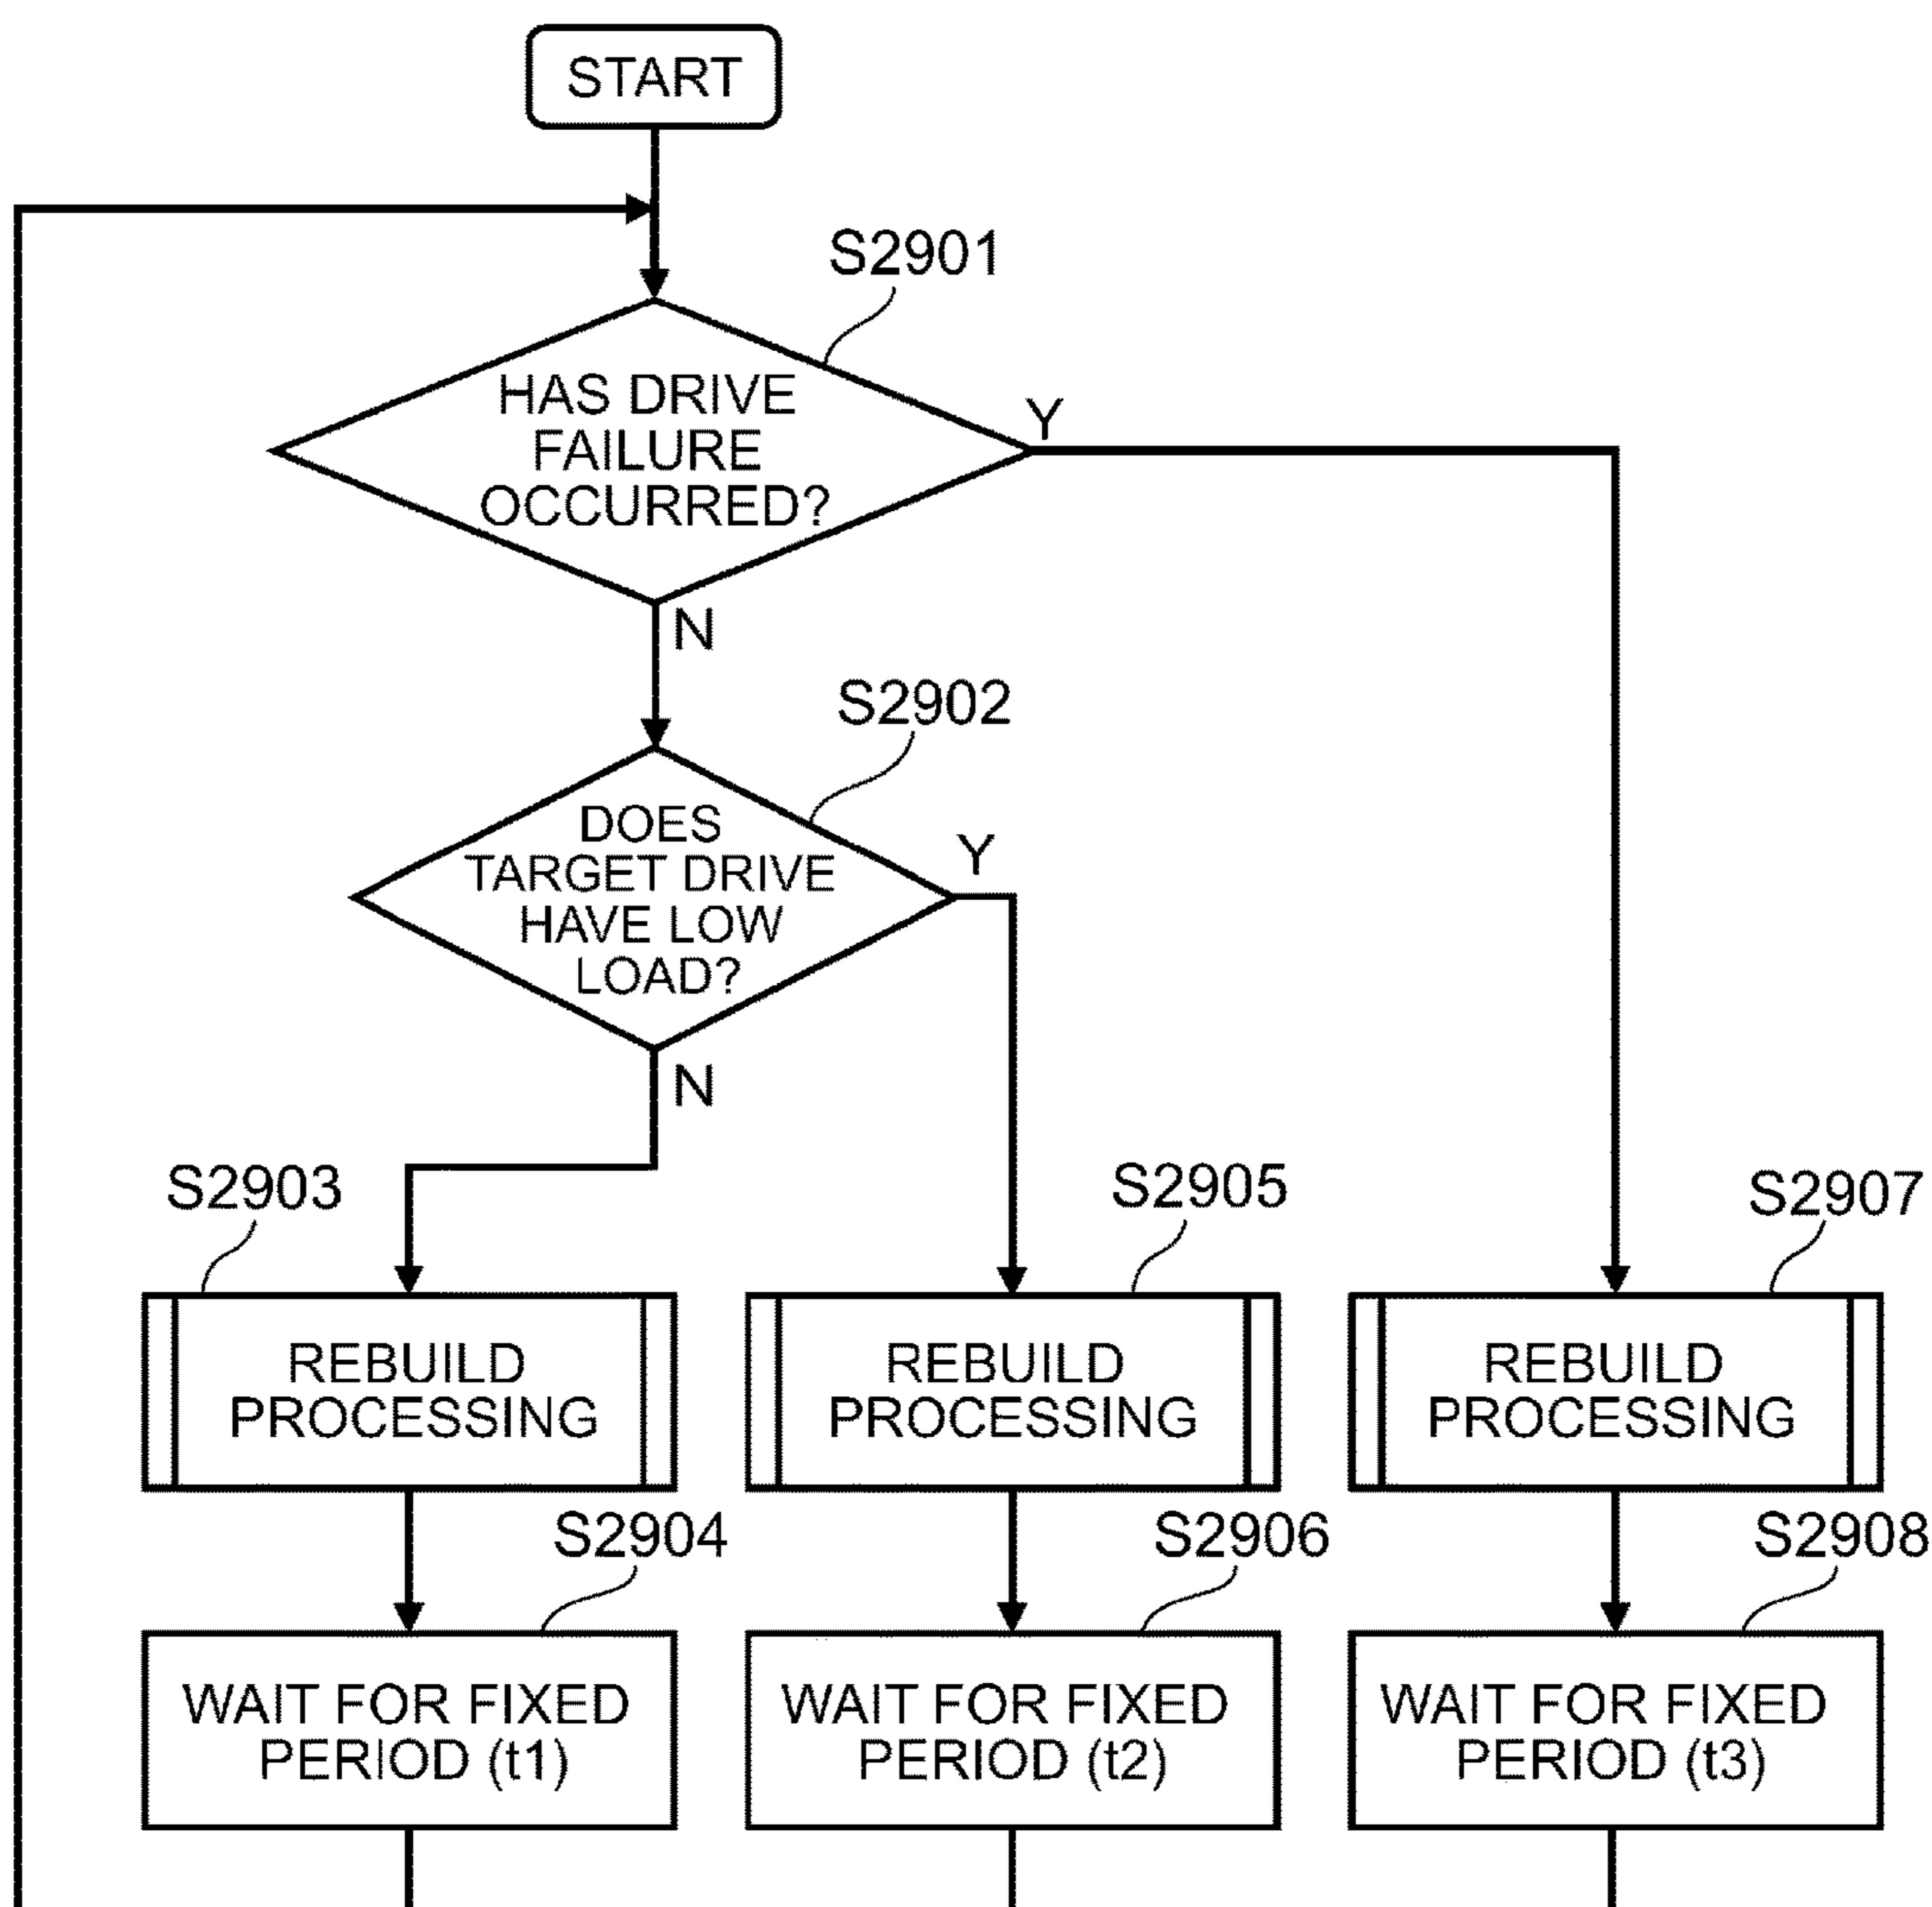 START
S2901
HAS DRIVE
FAILURE
OCCURRED?
Y
N
S2902
DOES
TARGET DRIVE
HAVE LOW
LOAD?
Y
N
S2903
S2905
S2907
REBUILD
PROCESSING
REBUILD
PROCESSING
REBUILD
PROCESSING
S2904
S2906
S2908
WAIT FOR FIXED
PERIOD (t1)
WAIT FOR FIXED
PERIOD (t2)
WAIT FOR FIXED
PERIOD (t3)